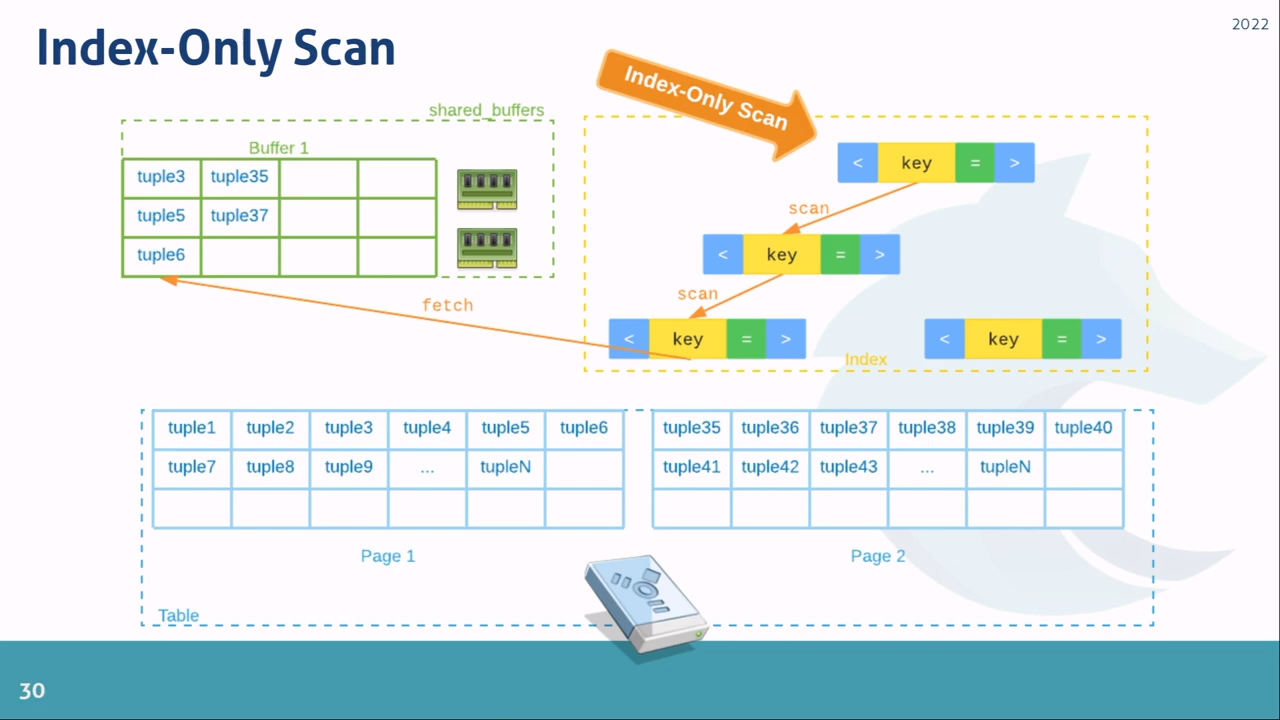 Index-Only Scan
2022
Index-Only Scan
shared_buffers
Buffer 1
tuple3 tuple35
tuple5 tuple37
tuple6
< key = >
scan
< key = >
scan
fetch
< key = > < key = >
Index
tuple1 tuple2 tuple3 tuple4 tuple5 tuple6
tuple7 tuple8 tuple9 ... tupleN
Page 1
tuple35 tuple36 tuple37 tuple38 tuple39 tuple40
tuple41 tuple42 tuple43 ... tupleN
Page 2
Table
30